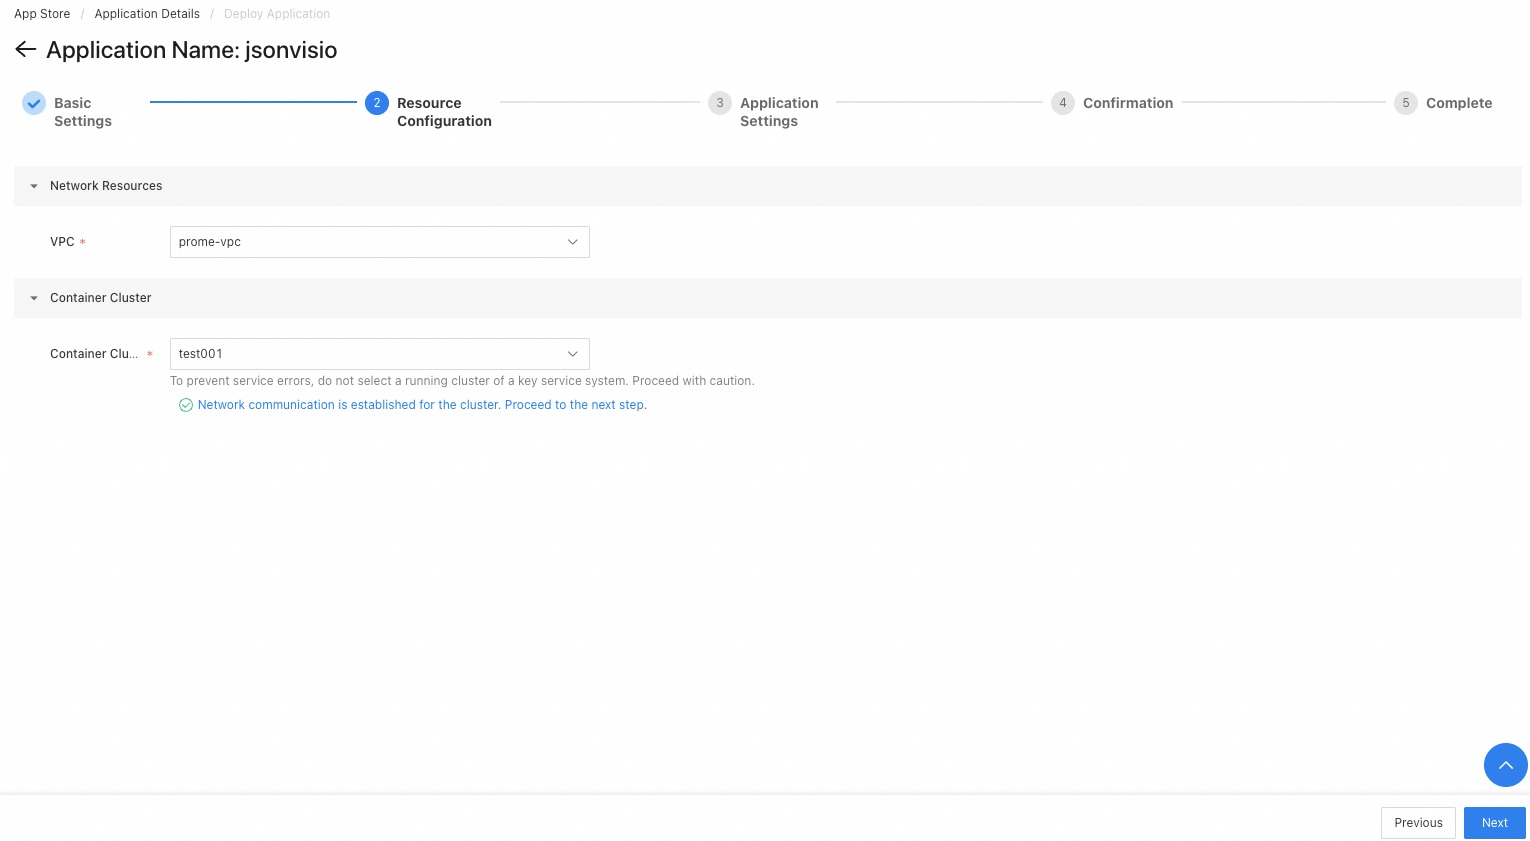 App Store / Application Details / Deploy Application
Application Name: jsonvisio
Basic Settings
2 Resource Configuration
3 Application Settings
4 Confirmation
5 Complete
Network Resources
VPC * prome-vpc
Container Cluster
Container Clu... * test001
To prevent service errors, do not select a running cluster of a key service system. Proceed with caution.
Network communication is established for the cluster. Proceed to the next step.
Previous Next